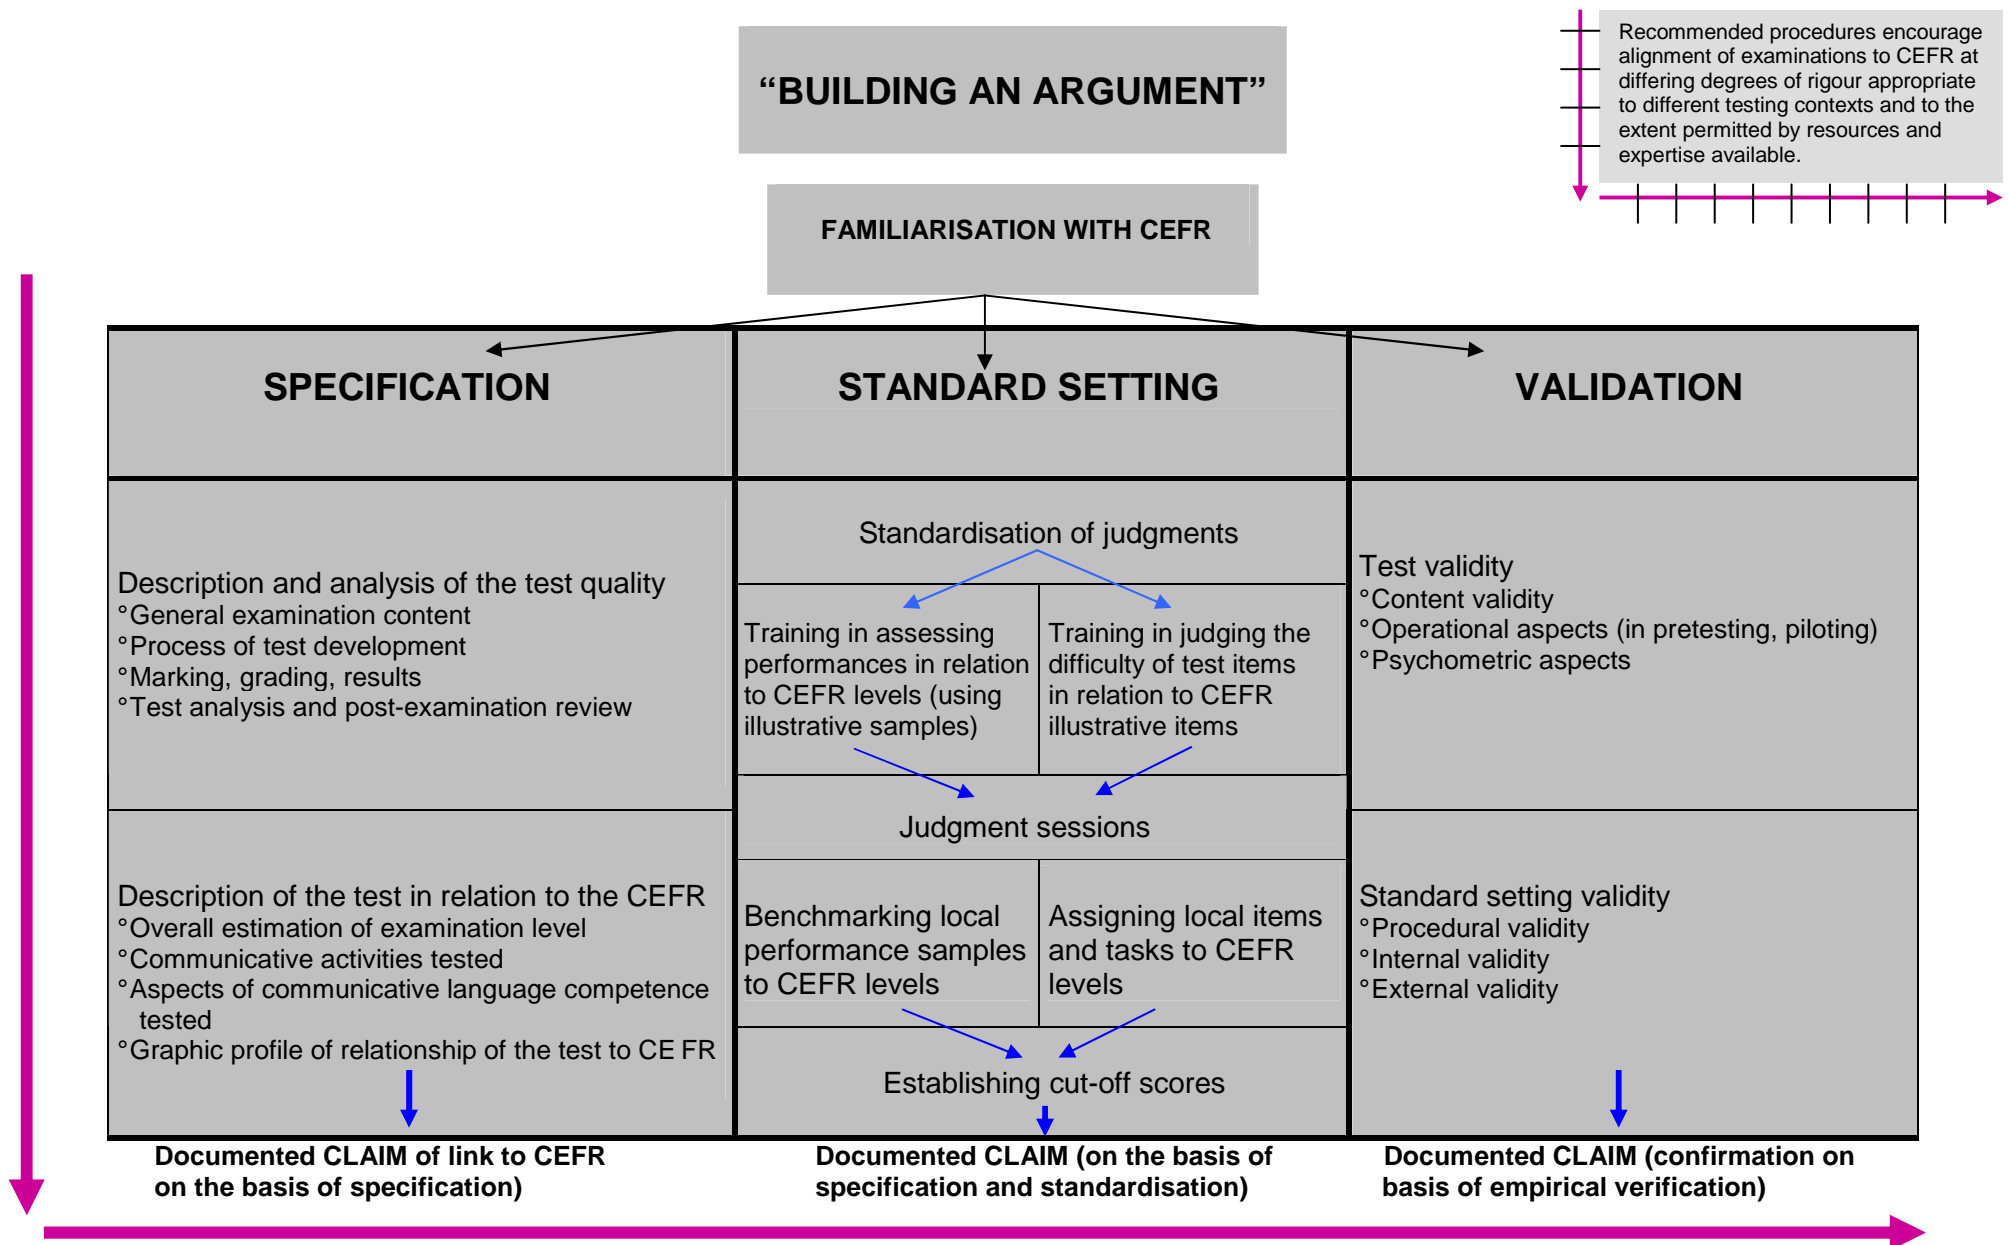 “BUILDING AN ARGUMENT”
Recommended procedures encourage
alignment of examinations to CEFR at
differing degrees of rigour appropriate
to different testing contexts and to the
extent permitted by resources and
expertise available.
FAMILIARISATION WITH CEFR
SPECIFICATION
STANDARD SETTING
VALIDATION
Description and analysis of the test quality
°General examination content
°Process of test development
°Marking, grading, results
°Test analysis and post-examination review
Description of the test in relation to the CEFR
°Overall estimation of examination level
°Communicative activities tested
°Aspects of communicative language competence
tested
°Graphic profile of relationship of the test to CE FR
Standardisation of judgments
Training in assessing
performances in relation
to CEFR levels (using
illustrative samples)
Training in judging the
difficulty of test items
in relation to CEFR
illustrative items
Judgment sessions
Benchmarking local
performance samples
to CEFR levels
Assigning local items
and tasks to CEFR
levels
Establishing cut-off scores
Test validity
°Content validity
°Operational aspects (in pretesting, piloting)
°Psychometric aspects
Standard setting validity
°Procedural validity
°Internal validity
°External validity
Documented CLAIM of link to CEFR
on the basis of specification)
Documented CLAIM (on the basis of
specification and standardisation)
Documented CLAIM (confirmation on
basis of empirical verification)